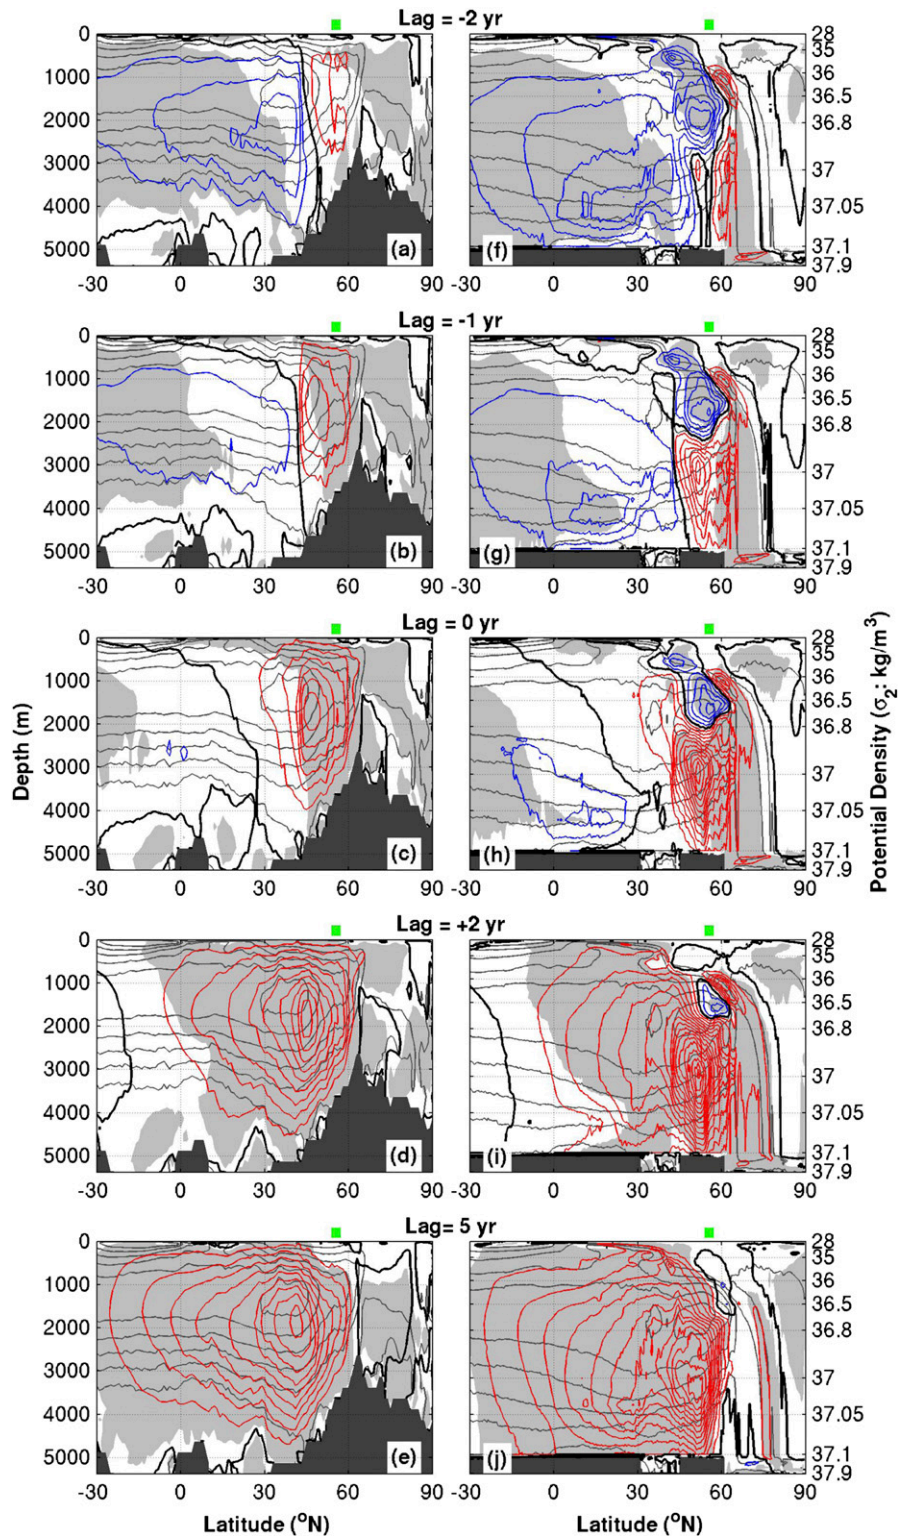 Lag = -2 yr
0
1000
2000
3000
4000
5000
(a)
-30 0 30 60 90
28
35
36
36.5
36.8
37
37.05
37.1
37.9
(f)
-30 0 30 60 90
Lag = -1 yr
0
1000
2000
3000
4000
5000
(b)
-30 0 30 60 90
28
35
36
36.5
36.8
37
37.05
37.1
37.9
(g)
-30 0 30 60 90
Lag = 0 yr
Depth (m)
0
1000
2000
3000
4000
5000
(c)
-30 0 30 60 90
28
35
36
36.5
36.8
37
37.05
37.1
37.9
(h)
-30 0 30 60 90
Potential Density (σ₂: kg/m³)
Lag = +2 yr
0
1000
2000
3000
4000
5000
(d)
-30 0 30 60 90
28
35
36
36.5
36.8
37
37.05
37.1
37.9
(i)
-30 0 30 60 90
Lag= 5 yr
0
1000
2000
3000
4000
5000
(e)
-30 0 30 60 90
Latitude (°N)
28
35
36
36.5
36.8
37
37.05
37.1
37.9
(j)
-30 0 30 60 90
Latitude (°N)